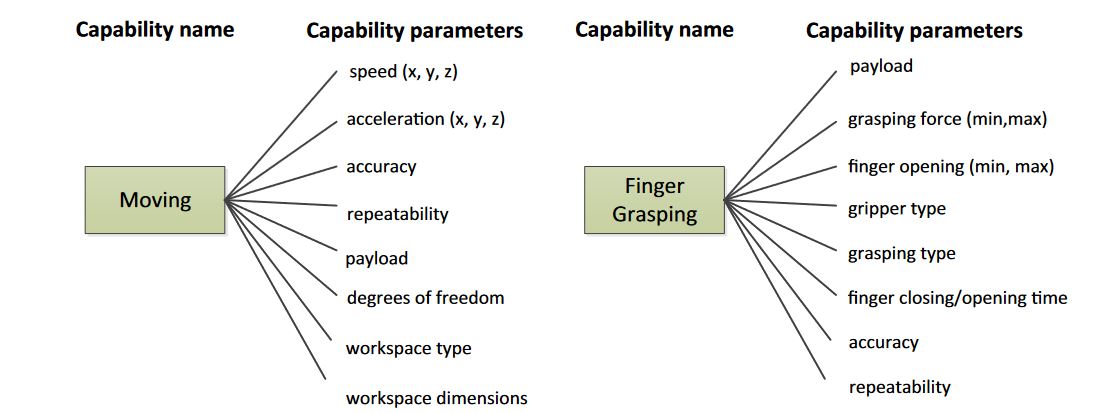 Capability name
Capability parameters
Moving
speed (x, y, z)
acceleration (x, y, z)
accuracy
repeatability
payload
degrees of freedom
workspace type
workspace dimensions
Capability name
Capability parameters
Finger
Grasping
payload
grasping force (min,max)
finger opening (min, max)
gripper type
grasping type
finger closing/opening time
accuracy
repeatability